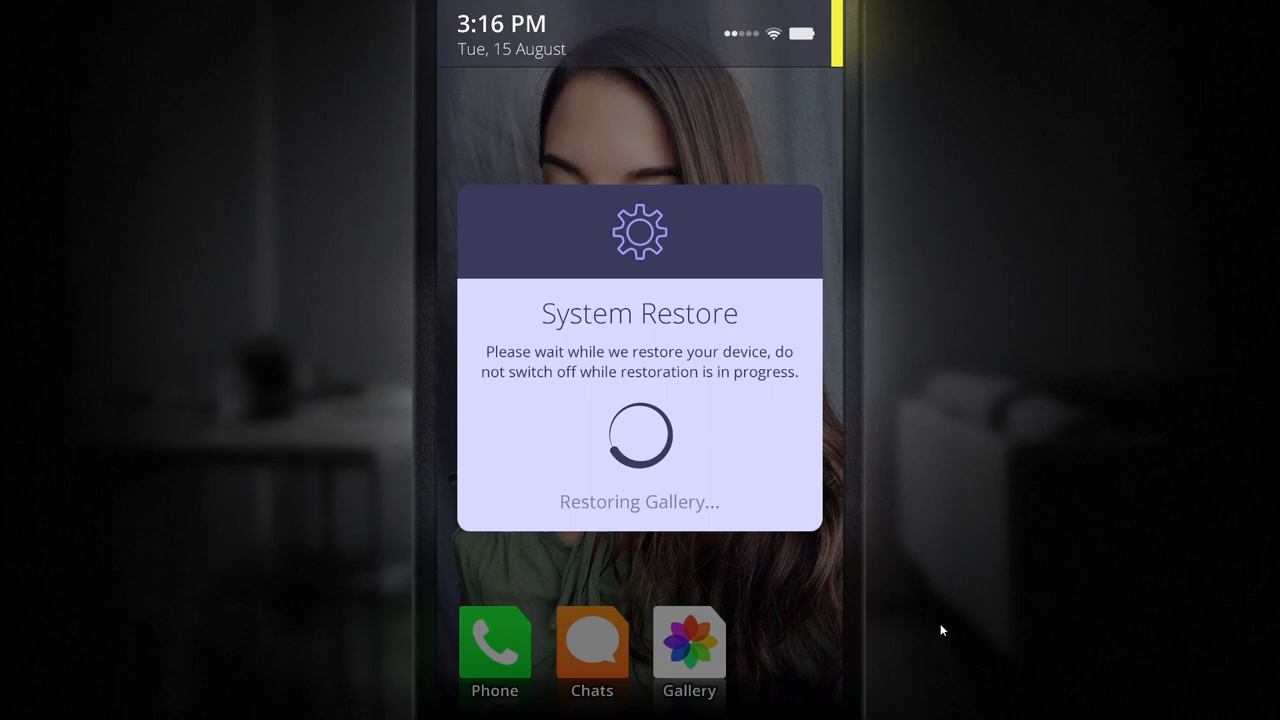 3:16 PM
Tue, 15 August
System Restore
Please wait while we restore your device, do
not switch off while restoration is in progress.
Restoring Gallery...
Phone
Chats
Gallery